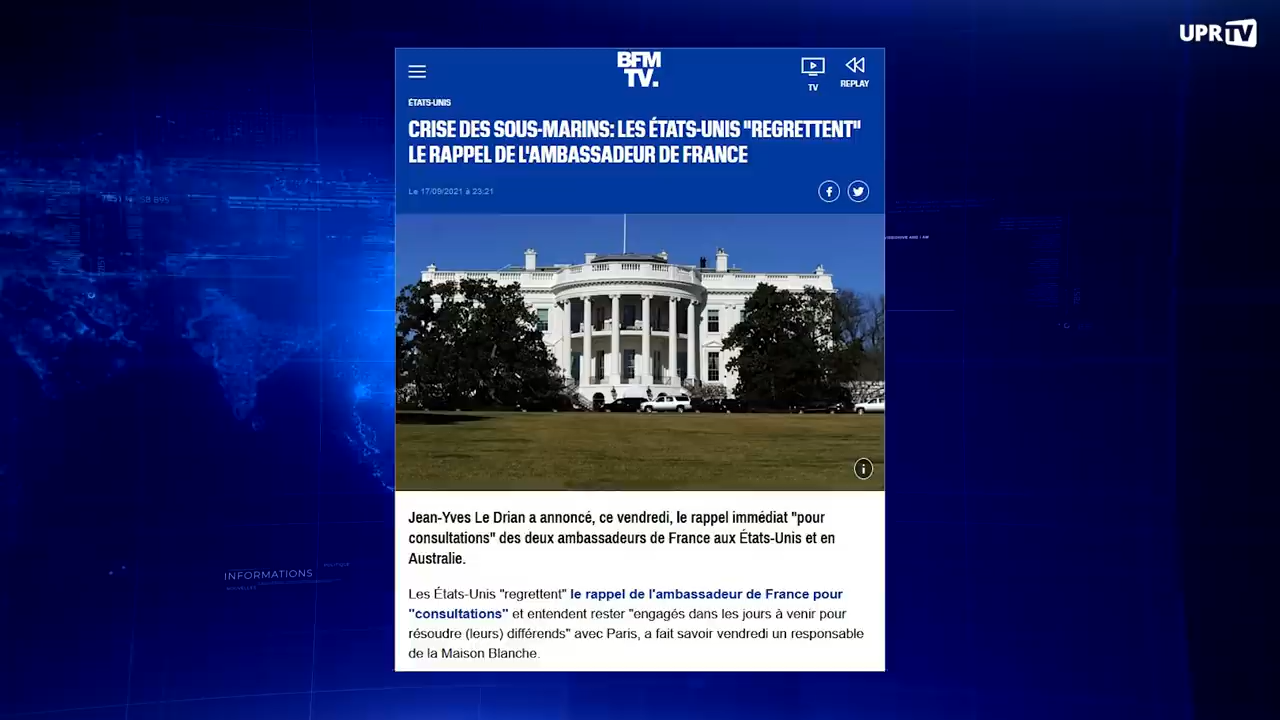 UPRTV
BFM
TV.
TV
REPLAY
ÉTATS-UNIS
CRISE DES SOUS-MARINS: LES ÉTATS-UNIS "REGRETTENT"
LE RAPPEL DE L'AMBASSADEUR DE FRANCE
Le 17/09/2021 à 23:21
Jean-Yves Le Drian a annoncé, ce vendredi, le rappel immédiat "pour
consultations" des deux ambassadeurs de France aux États-Unis et en
Australie.
Les États-Unis "regrettent" le rappel de l'ambassadeur de France pour
"consultations" et entendent rester "engagés dans les jours à venir pour
résoudre (leurs) différends" avec Paris, a fait savoir vendredi un responsable
de la Maison Blanche.
INFORMATIONS